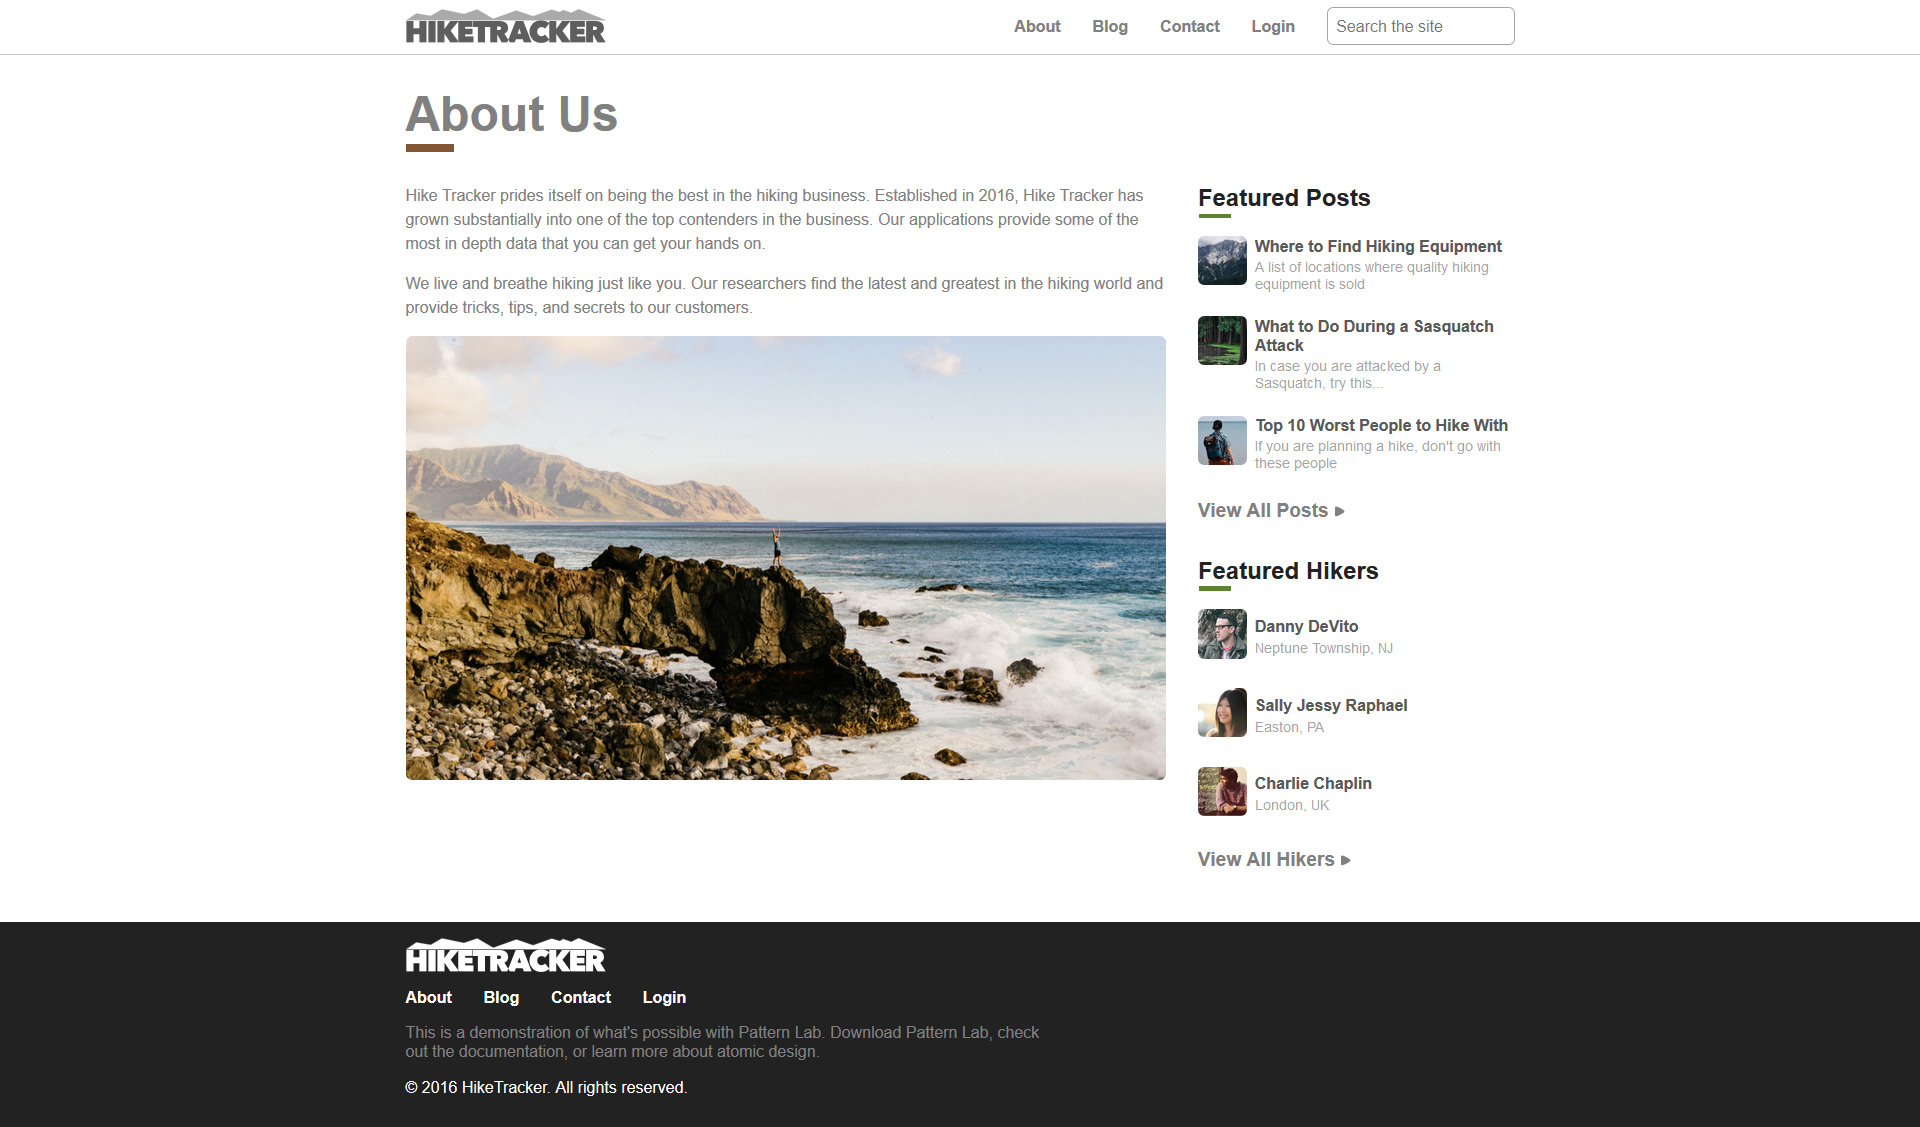 HIKETRACKER
About
Blog
Contact
Login
Search the site
About Us
Hike Tracker prides itself on being the best in the hiking business. Established in 2016, Hike Tracker has
grown substantially into one of the top contenders in the business. Our applications provide some of the
most in depth data that you can get your hands on.
We live and breathe hiking just like you. Our researchers find the latest and greatest in the hiking world and
provide tricks, tips, and secrets to our customers.
Featured Posts
Where to Find Hiking Equipment
A list of locations where quality hiking
equipment is sold
What to Do During a Sasquatch
Attack
In case you are attacked by a
Sasquatch, try this...
Top 10 Worst People to Hike With
If you are planning a hike, don't go with
these people
View All Posts
Featured Hikers
Danny DeVito
Neptune Township, NJ
Sally Jessy Raphael
Easton, PA
Charlie Chaplin
London, UK
View All Hikers
HIKETRACKER
About
Blog
Contact
Login
This is a demonstration of what's possible with Pattern Lab. Download Pattern Lab, check
out the documentation, or learn more about atomic design.
© 2016 HikeTracker. All rights reserved.